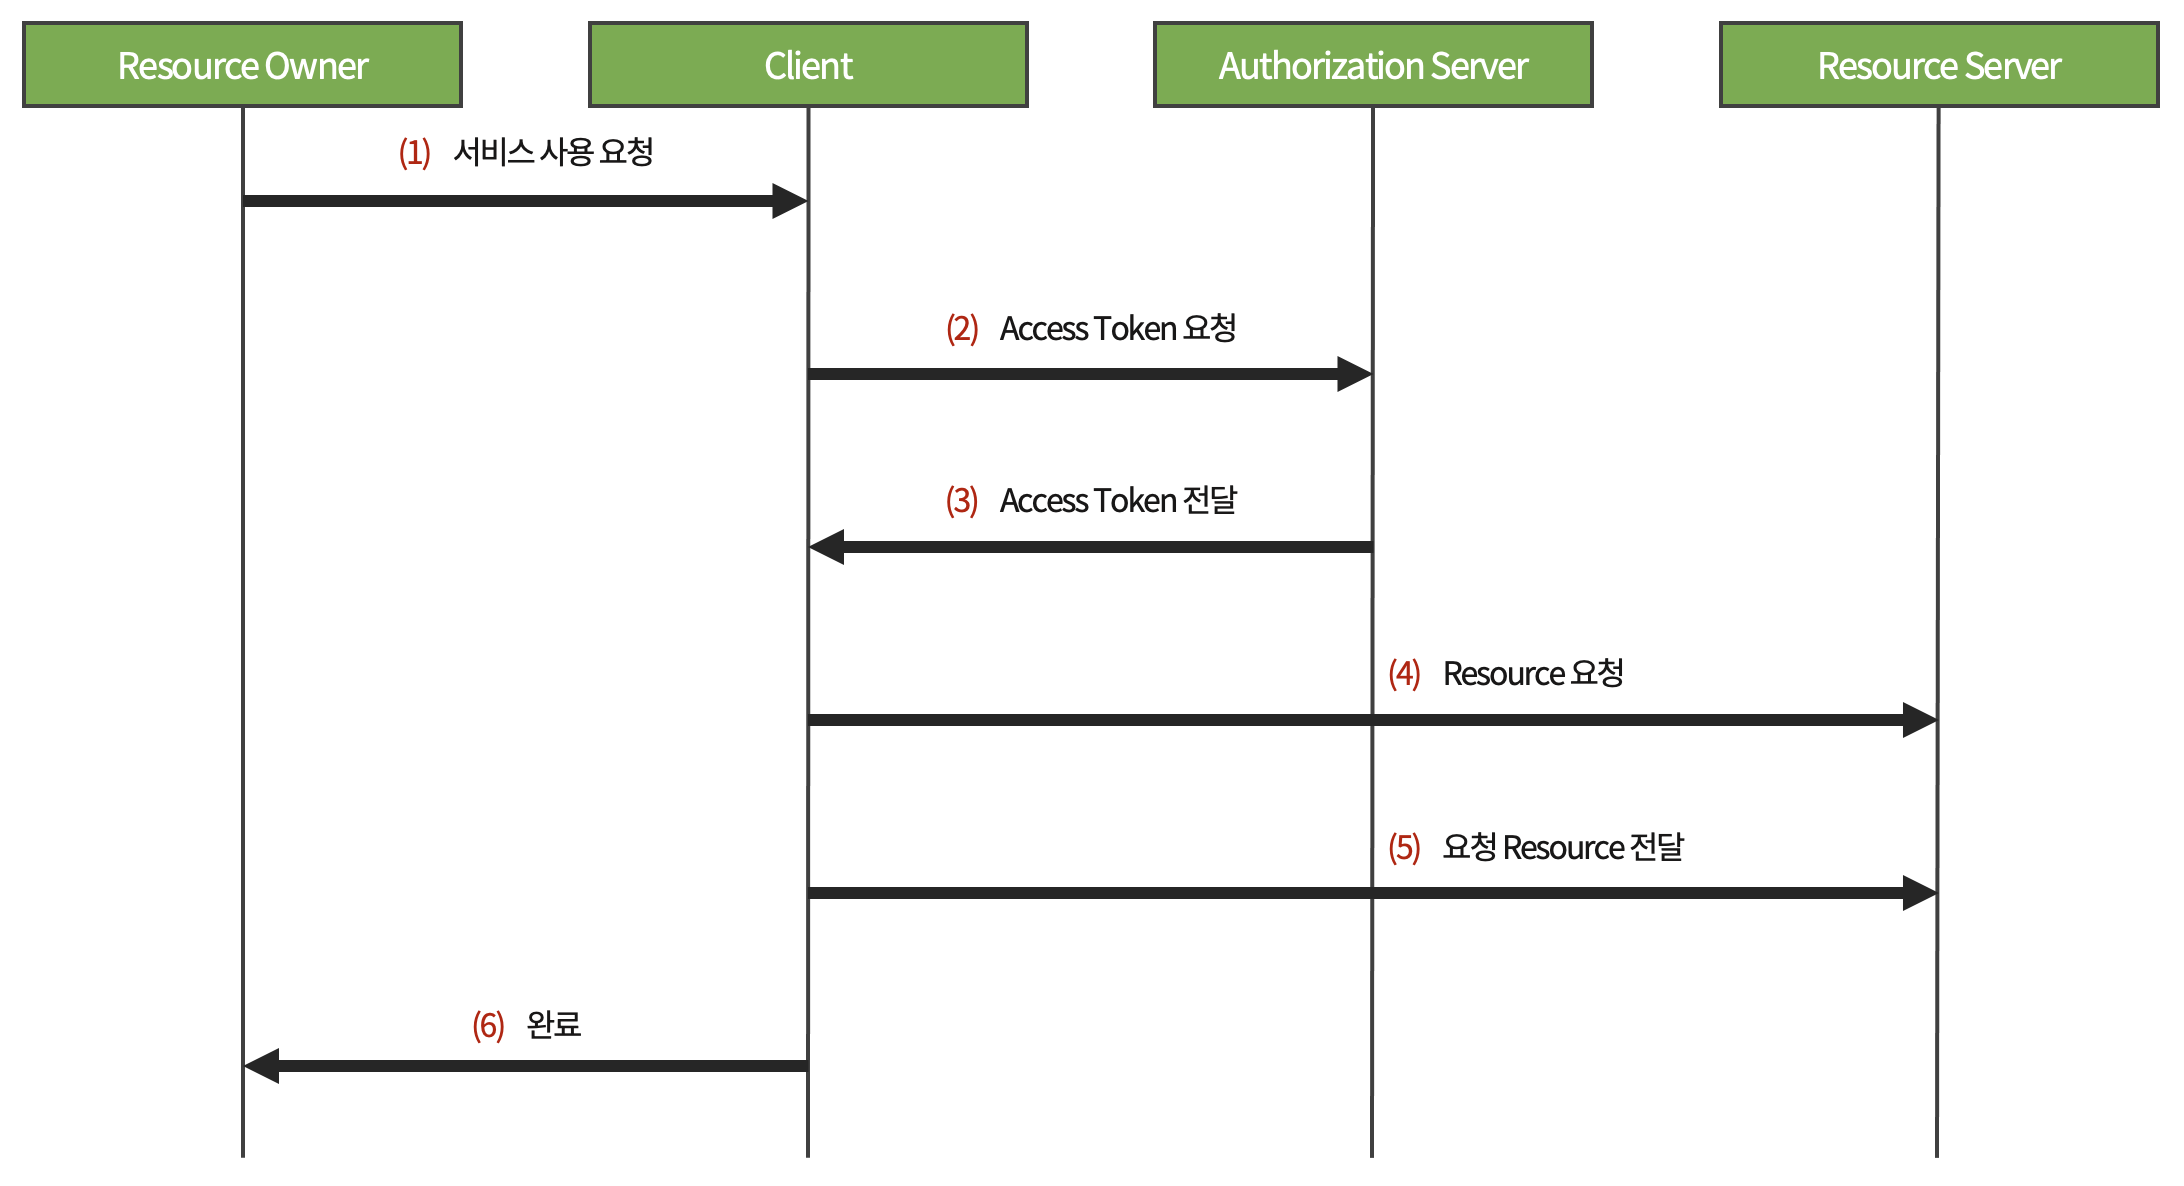 Resource Owner
Client
Authorization Server
Resource Server
(1) 서비스 사용 요청
(2) Access Token 요청
(3) Access Token 전달
(4) Resource 요청
(5) 요청 Resource 전달
(6) 완료